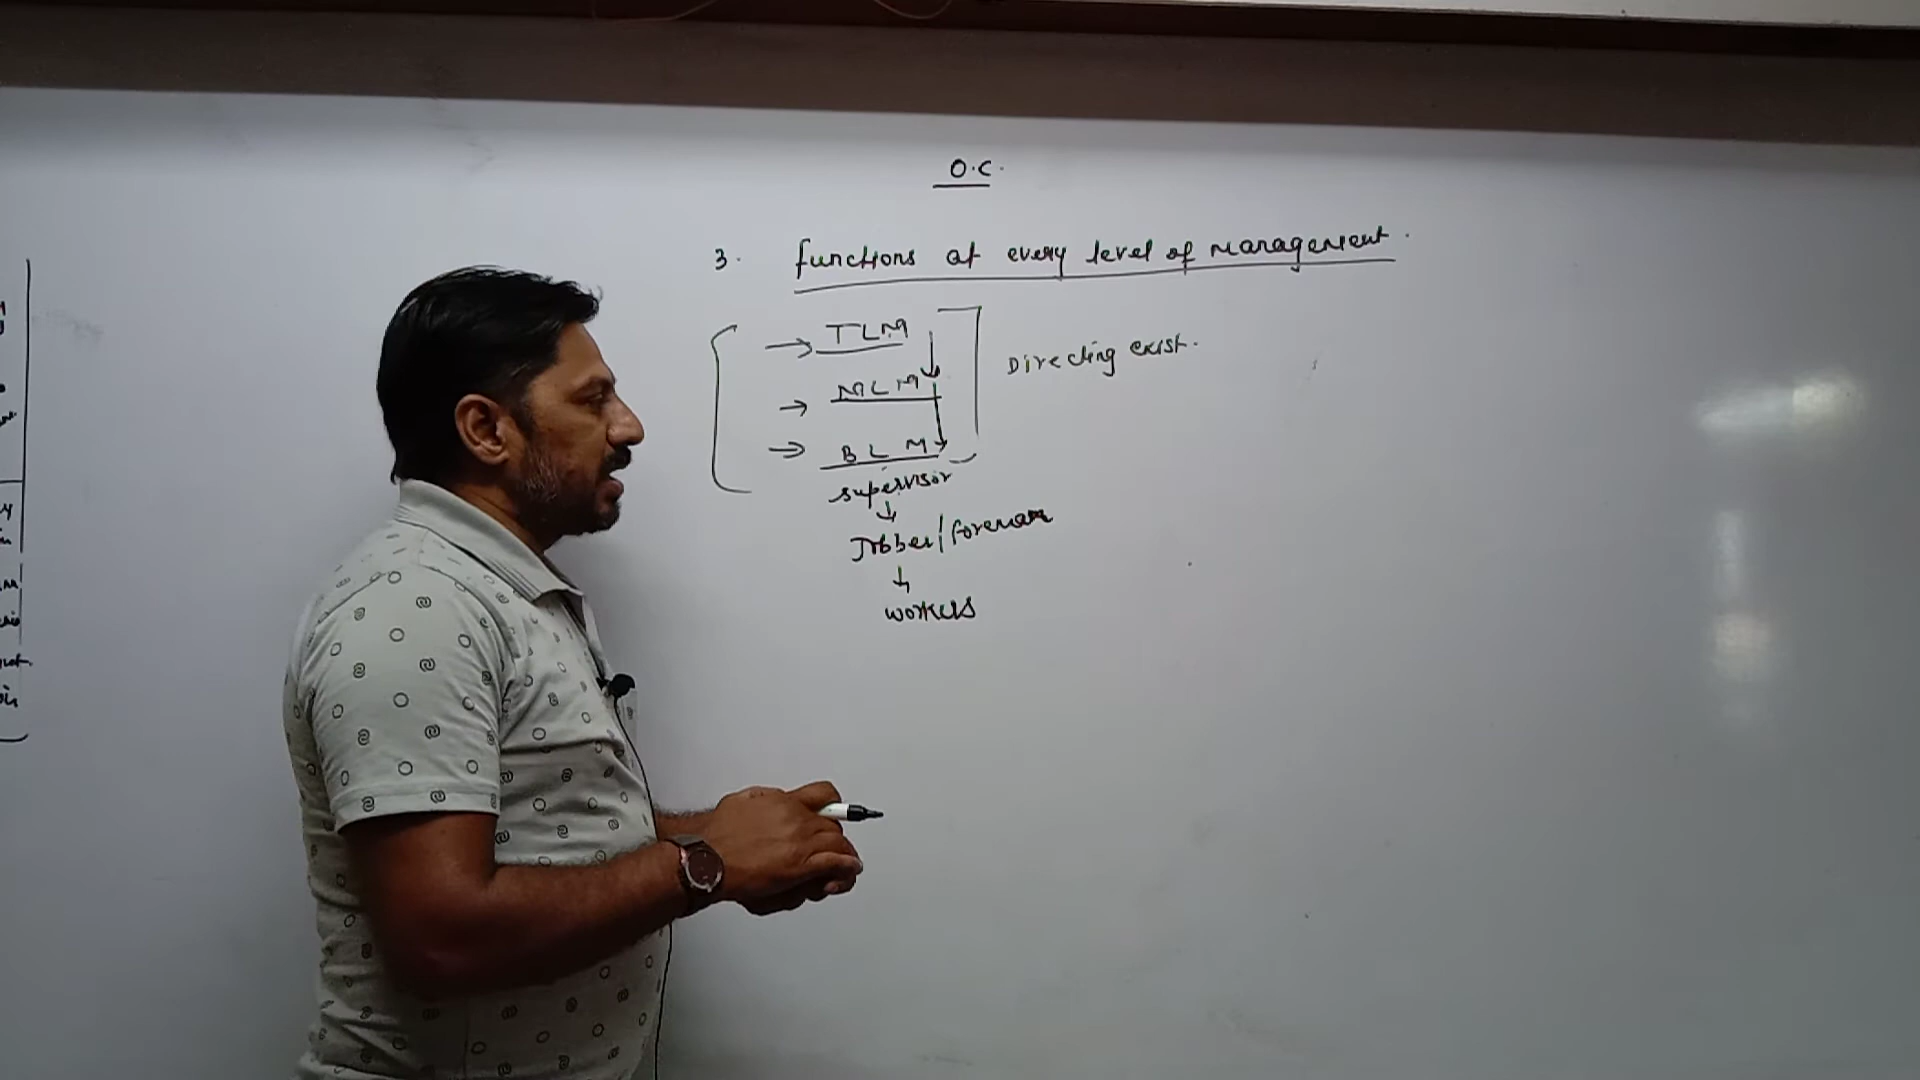 O.C.
3. functions at every level of management.
TLM
Directing exist.
MLM
BLM
supervisor
Jobber/foreman
workers